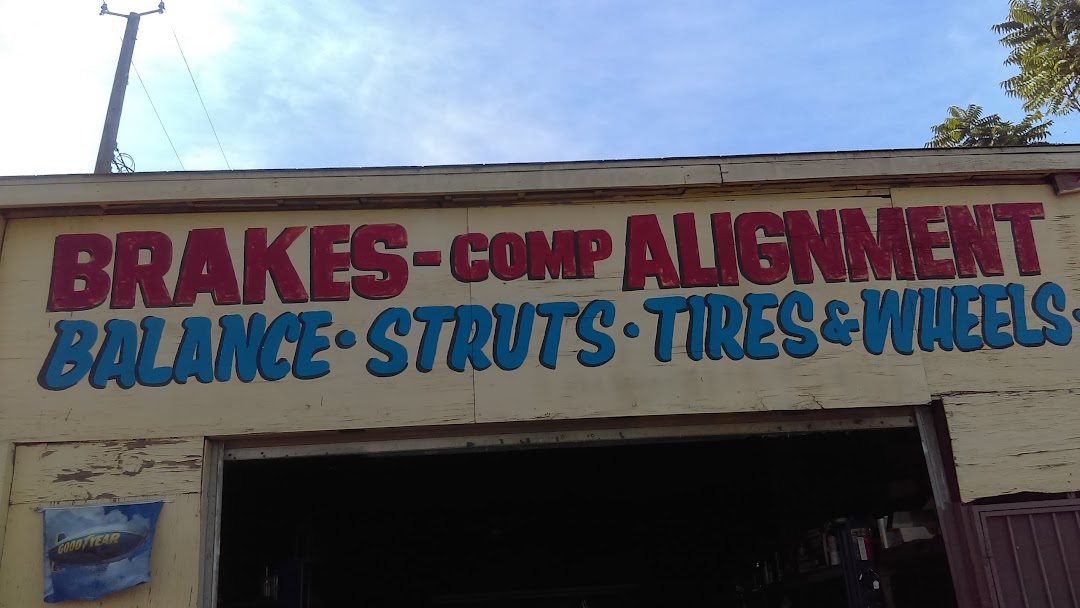 BRAKES-COMP ALIGNMENT
BALANCE·STRUTS·TIRES&WHEELS·
GOODYEAR